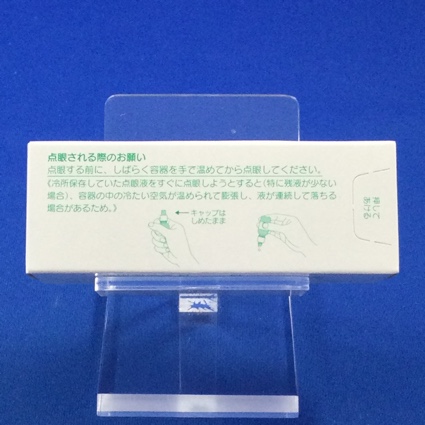 点眼される際のお願い
点眼する前に、しばらく容器を手で温めてから点眼してください。
《冷所保存していた点眼液をすぐに点眼しようとすると(特に残液が少ない
場合)、容器の中の冷たい空気が温められて膨張し、液が連続して落ちる
場合があるため。》
←キャップは
しめたまま
押して
あける